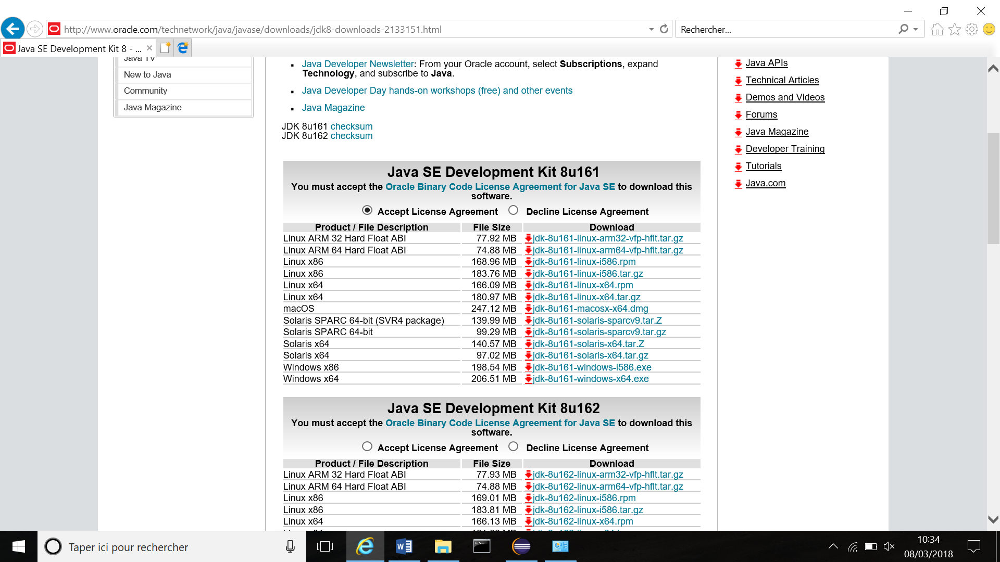 http://www.oracle.com/technetwork/java/javase/downloads/jdk8-downloads-2133151.html
Rechercher...
Java SE Development Kit 8 - ...
Java TV
New to Java
Community
Java Magazine
Java Developer Newsletter: From your Oracle account, select Subscriptions, expand
Technology, and subscribe to Java.
Java Developer Day hands-on workshops (free) and other events
Java Magazine
JDK 8u161 checksum
JDK 8u162 checksum
Java SE Development Kit 8u161
You must accept the Oracle Binary Code License Agreement for Java SE to download this
software.
Accept License Agreement Decline License Agreement
Product / File Description File Size Download
Linux ARM 32 Hard Float ABI 77.92 MB jdk-8u161-linux-arm32-vfp-hflt.tar.gz
Linux ARM 64 Hard Float ABI 74.88 MB jdk-8u161-linux-arm64-vfp-hflt.tar.gz
Linux x86 168.96 MB jdk-8u161-linux-i586.rpm
Linux x86 183.76 MB jdk-8u161-linux-i586.tar.gz
Linux x64 166.09 MB jdk-8u161-linux-x64.rpm
Linux x64 180.97 MB jdk-8u161-linux-x64.tar.gz
macOS 247.12 MB jdk-8u161-macosx-x64.dmg
Solaris SPARC 64-bit (SVR4 package) 139.99 MB jdk-8u161-solaris-sparcv9.tar.Z
Solaris SPARC 64-bit 99.29 MB jdk-8u161-solaris-sparcv9.tar.gz
Solaris x64 140.57 MB jdk-8u161-solaris-x64.tar.Z
Solaris x64 97.02 MB jdk-8u161-solaris-x64.tar.gz
Windows x86 198.54 MB jdk-8u161-windows-i586.exe
Windows x64 206.51 MB jdk-8u161-windows-x64.exe
Java SE Development Kit 8u162
You must accept the Oracle Binary Code License Agreement for Java SE to download this
software.
Accept License Agreement Decline License Agreement
Product / File Description File Size Download
Linux ARM 32 Hard Float ABI 77.93 MB jdk-8u162-linux-arm32-vfp-hflt.tar.gz
Linux ARM 64 Hard Float ABI 74.88 MB jdk-8u162-linux-arm64-vfp-hflt.tar.gz
Linux x86 169.01 MB jdk-8u162-linux-i586.rpm
Linux x86 183.81 MB jdk-8u162-linux-i586.tar.gz
Linux x64 166.13 MB jdk-8u162-linux-x64.rpm
Java APIs
Technical Articles
Demos and Videos
Forums
Java Magazine
Developer Training
Tutorials
Java.com
Taper ici pour rechercher
10:34
08/03/2018